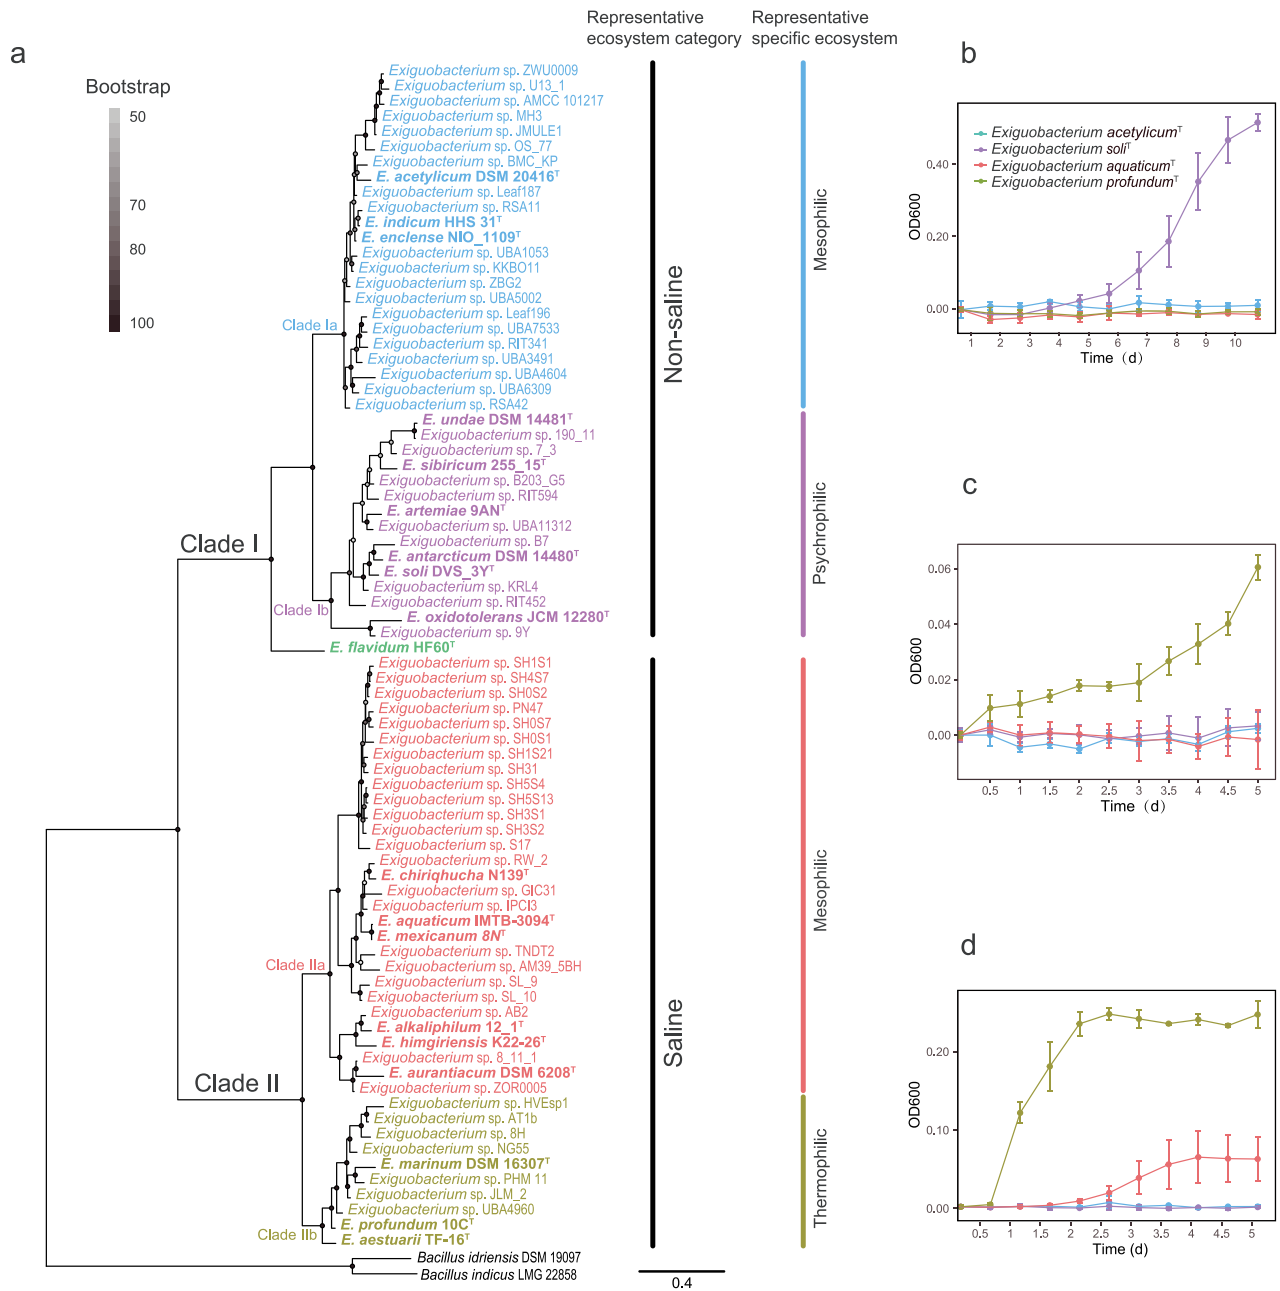 a
Representative
ecosystem category
Representative
specific ecosystem
Bootstrap
50
70
80
100
Exiguobacterium sp. ZWU0009
Exiguobacterium sp. U13_1
Exiguobacterium sp. AMCC 101217
Exiguobacterium sp. MH3
Exiguobacterium sp. JMULE1
Exiguobacterium sp. OS_77
Exiguobacterium sp. BMC_KP
E. acetylicum DSM 20416ᵀ
Exiguobacterium sp. Leaf187
Exiguobacterium sp. RSA11
E. indicum HHS 31ᵀ
E. enclense NIO_1109ᵀ
Exiguobacterium sp. UBA1053
Exiguobacterium sp. KKBO11
Exiguobacterium sp. ZBG2
Exiguobacterium sp. UBA5002
Exiguobacterium sp. Leaf196
Clade Ia
Exiguobacterium sp. UBA7533
Exiguobacterium sp. RIT341
Exiguobacterium sp. UBA3491
Exiguobacterium sp. UBA4604
Exiguobacterium sp. UBA6309
Exiguobacterium sp. RSA42
E. undae DSM 14481ᵀ
Exiguobacterium sp. 190_11
Exiguobacterium sp. 7_3
E. sibiricum 255_15ᵀ
Exiguobacterium sp. B203_G5
Exiguobacterium sp. RIT594
E. artemiae 9ANᵀ
Exiguobacterium sp. UBA11312
Exiguobacterium sp. B7
Clade I
E. antarcticum DSM 14480ᵀ
E. soli DVS_3Yᵀ
Exiguobacterium sp. KRL4
Exiguobacterium sp. RIT452
Clade Ib
E. oxidotolerans JCM 12280ᵀ
Exiguobacterium sp. 9Y
E. flavidum HF60ᵀ
Exiguobacterium sp. SH1S1
Exiguobacterium sp. SH4S7
Exiguobacterium sp. SH0S2
Exiguobacterium sp. PN47
Exiguobacterium sp. SH0S7
Exiguobacterium sp. SH0S1
Exiguobacterium sp. SH1S21
Exiguobacterium sp. SH31
Exiguobacterium sp. SH5S4
Exiguobacterium sp. SH5S13
Exiguobacterium sp. SH3S1
Exiguobacterium sp. SH3S2
Exiguobacterium sp. S17
Exiguobacterium sp. RW_2
E. chiriqhucha N139ᵀ
Exiguobacterium sp. GIC31
Exiguobacterium sp. IPCI3
E. aquaticum IMTB-3094ᵀ
E. mexicanum 8Nᵀ
Exiguobacterium sp. TNDT2
Clade IIa
Exiguobacterium sp. AM39_5BH
Exiguobacterium sp. SL_9
Exiguobacterium sp. SL_10
Exiguobacterium sp. AB2
E. alkaliphilum 12_1ᵀ
E. himgiriensis K22-26ᵀ
Exiguobacterium sp. 8_11_1
E. aurantiacum DSM 6208ᵀ
Clade II
Exiguobacterium sp. ZOR0005
Exiguobacterium sp. HVEsp1
Exiguobacterium sp. AT1b
Exiguobacterium sp. 8H
Exiguobacterium sp. NG55
E. marinum DSM 16307ᵀ
Exiguobacterium sp. PHM 11
Exiguobacterium sp. JLM_2
Exiguobacterium sp. UBA4960
E. profundum 10Cᵀ
Clade IIb
E. aestuarii TF-16ᵀ
Bacillus idriensis DSM 19097
Bacillus indicus LMG 22858
Non-saline
Saline
Mesophilic
Psychrophilic
Mesophilic
Thermophilic
0.4
b
Exiguobacterium acetylicumᵀ
Exiguobacterium soliᵀ
Exiguobacterium aquaticumᵀ
Exiguobacterium profundumᵀ
OD600
0.40
0.20
0.00
1 2 3 4 5 6 7 8 9 10
Time (d)
c
OD600
0.06
0.04
0.02
0.00
0.5 1 1.5 2 2.5 3 3.5 4 4.5 5
Time (d)
d
OD600
0.20
0.10
0.00
0.5 1 1.5 2 2.5 3 3.5 4 4.5 5
Time (d)